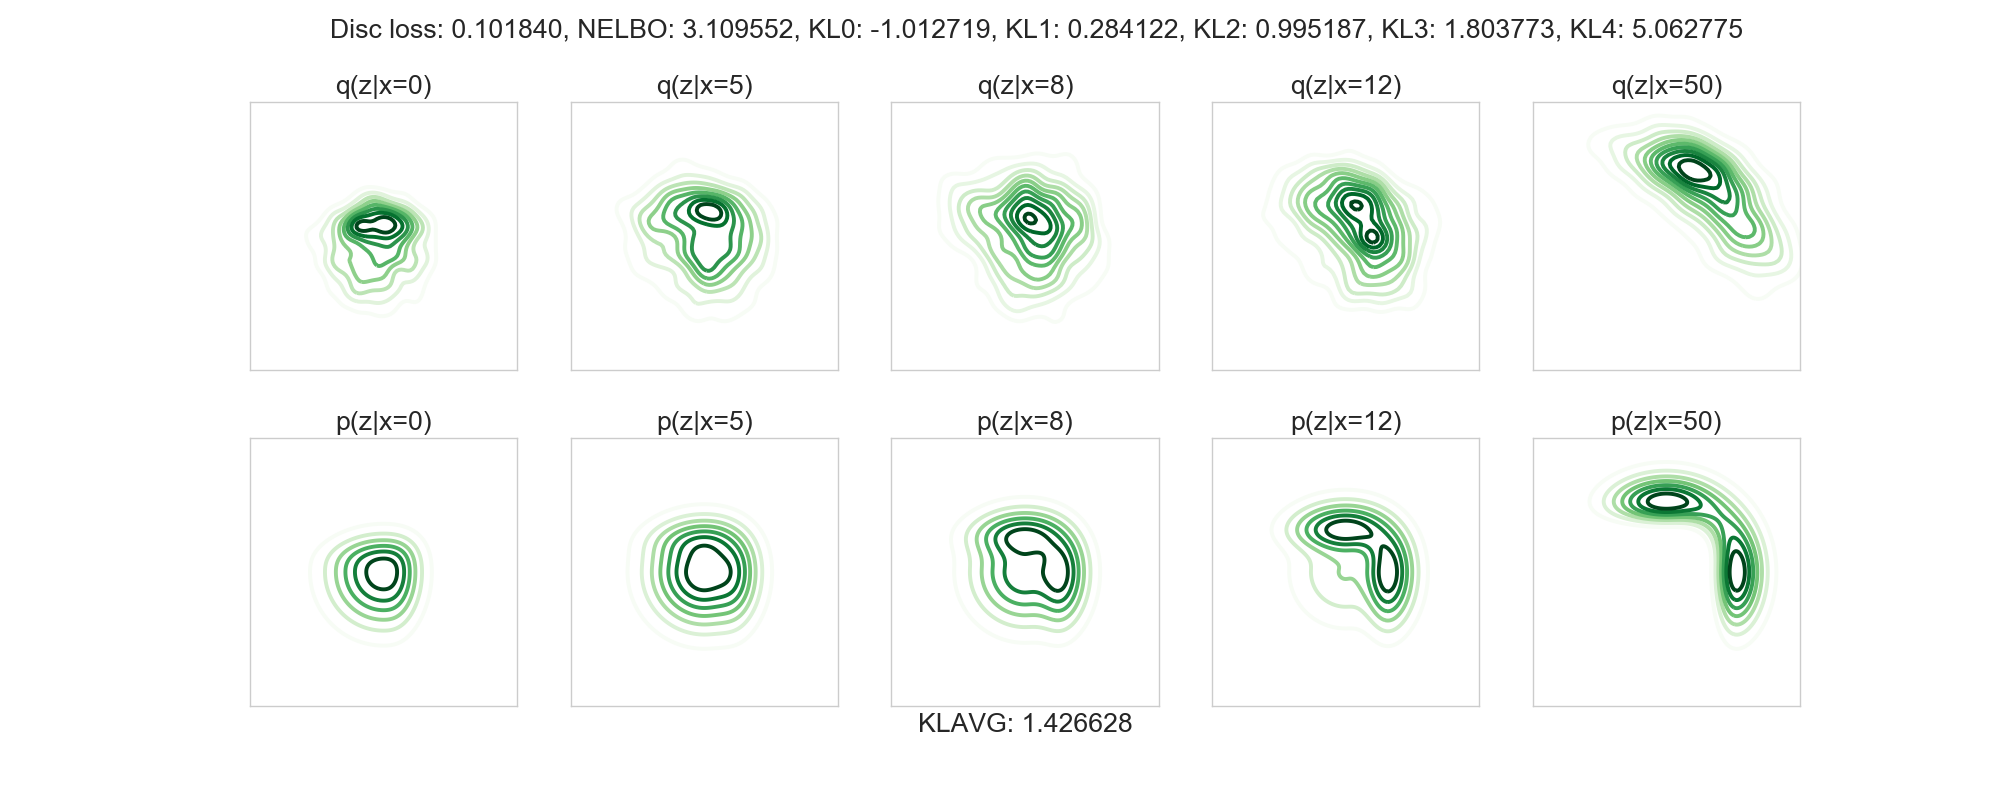 Disc loss: 0.101840, NELBO: 3.109552, KL0: -1.012719, KL1: 0.284122, KL2: 0.995187, KL3: 1.803773, KL4: 5.062775
q(z|x=0) q(z|x=5) q(z|x=8) q(z|x=12) q(z|x=50)
p(z|x=0) p(z|x=5) p(z|x=8) p(z|x=12) p(z|x=50)
KLAVG: 1.426628